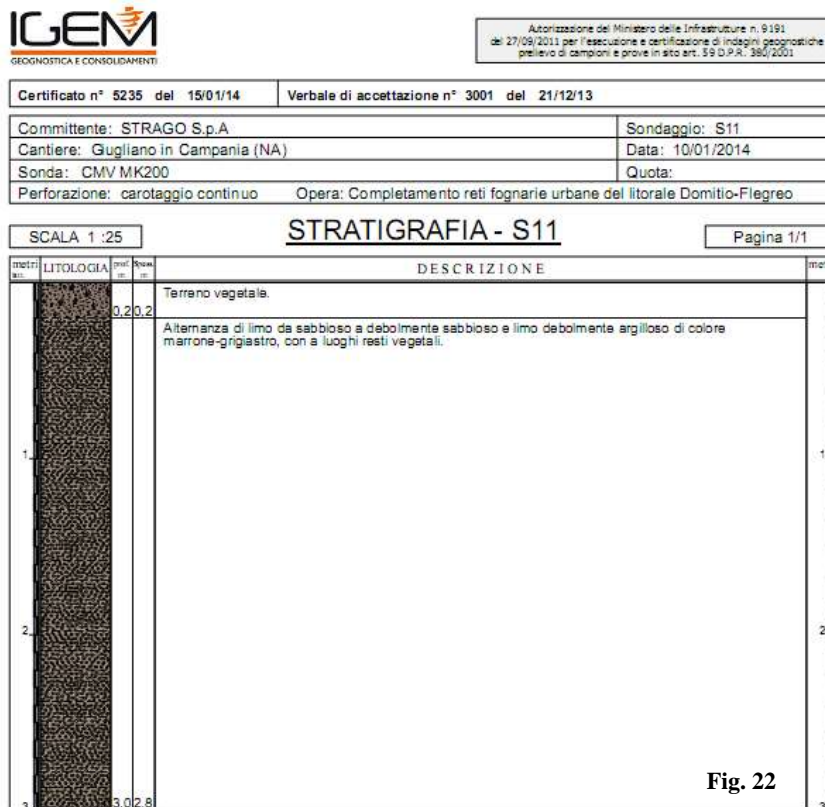 IGEM
GEOGNOSTICA E CONSOLIDAMENTI
Autorizzazione del Ministero delle Infrastrutture n. 9191
del 27/09/2011 per l'esecuzione e certificazione di indagini geognostiche
prelievo di campioni e prove in sito art. 59 D.P.R. 380/2001
Certificato n° 5235 del 15/01/14 Verbale di accettazione n° 3001 del 21/12/13
Committente: STRAGO S.p.A Sondaggio: S11
Cantiere: Gugliano in Campania (NA) Data: 10/01/2014
Sonda: CMV MK200 Quota:
Perforazione: carotaggio continuo Opera: Completamento reti fognarie urbane del litorale Domitio-Flegreo
SCALA 1 :25 STRATIGRAFIA - S11 Pagina 1/1
metri LITOLOGIA prof. Spess. DESCRIZIONE met
m m
Terreno vegetale.
0,2 0,2
Alternanza di limo da sabbioso a debolmente sabbioso e limo debolmente argilloso di colore
marrone-grigiastro, con a luoghi resti vegetali.
1 1
2 2
Fig. 22
3 3,0 2,8 3